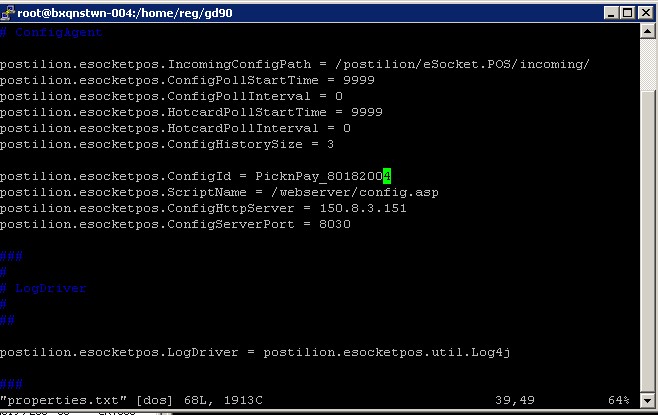 root@bxqnstwn-004:/home/reg/gd90
# ConfigAgent
postilion.esocketpos.IncomingConfigPath = /postilion/eSocket.POS/incoming/
postilion.esocketpos.ConfigPollStartTime = 9999
postilion.esocketpos.ConfigPollInterval = 0
postilion.esocketpos.HotcardPollStartTime = 9999
postilion.esocketpos.HotcardPollInterval = 0
postilion.esocketpos.ConfigHistorySize = 3
postilion.esocketpos.ConfigId = PicknPay_80182004
postilion.esocketpos.ScriptName = /webserver/config.asp
postilion.esocketpos.ConfigHttpServer = 150.8.3.151
postilion.esocketpos.ConfigServerPort = 8030
###
#
# LogDriver
#
##
postilion.esocketpos.LogDriver = postilion.esocketpos.util.Log4j
###
"properties.txt" [dos] 68L, 1913C 39,49 64%